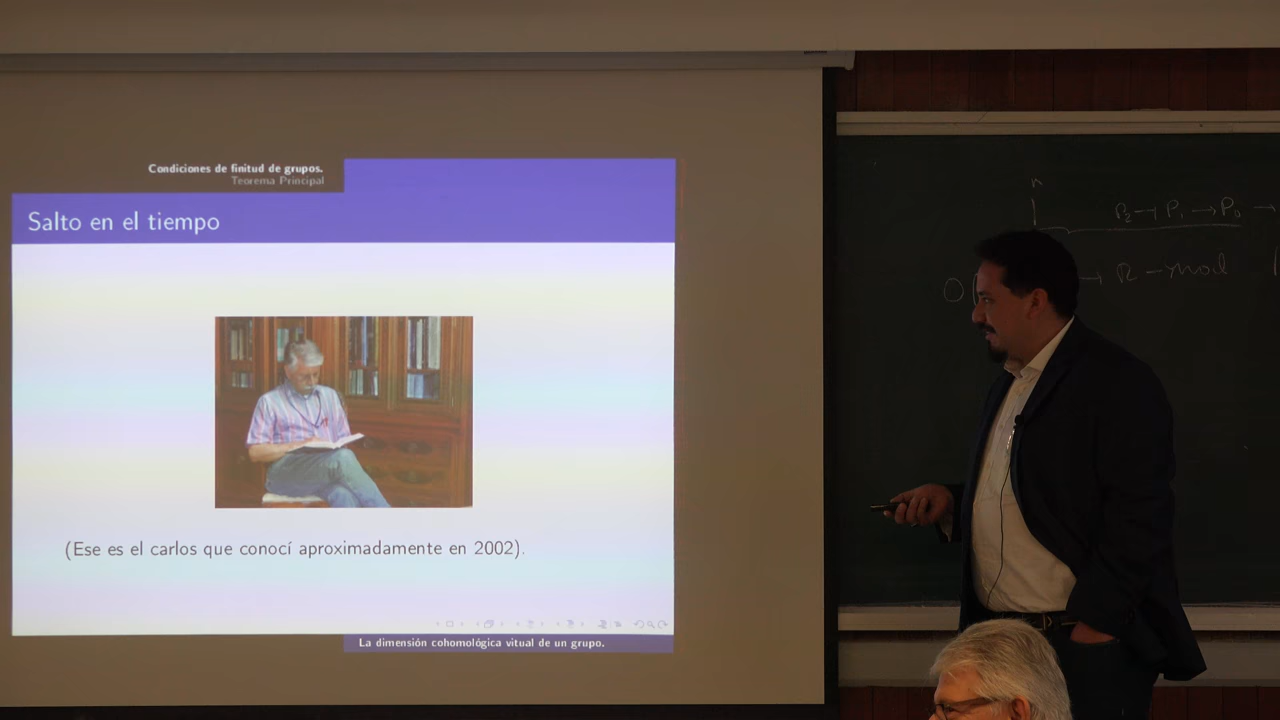 Condiciones de finitud de grupos.
Teorema Principal
Salto en el tiempo
(Ese es el carlos que conocí aproximadamente en 2002).
La dimensión cohomológica vitual de un grupo.
n
P₂ → P₁ → P₀ →
→ R-mod